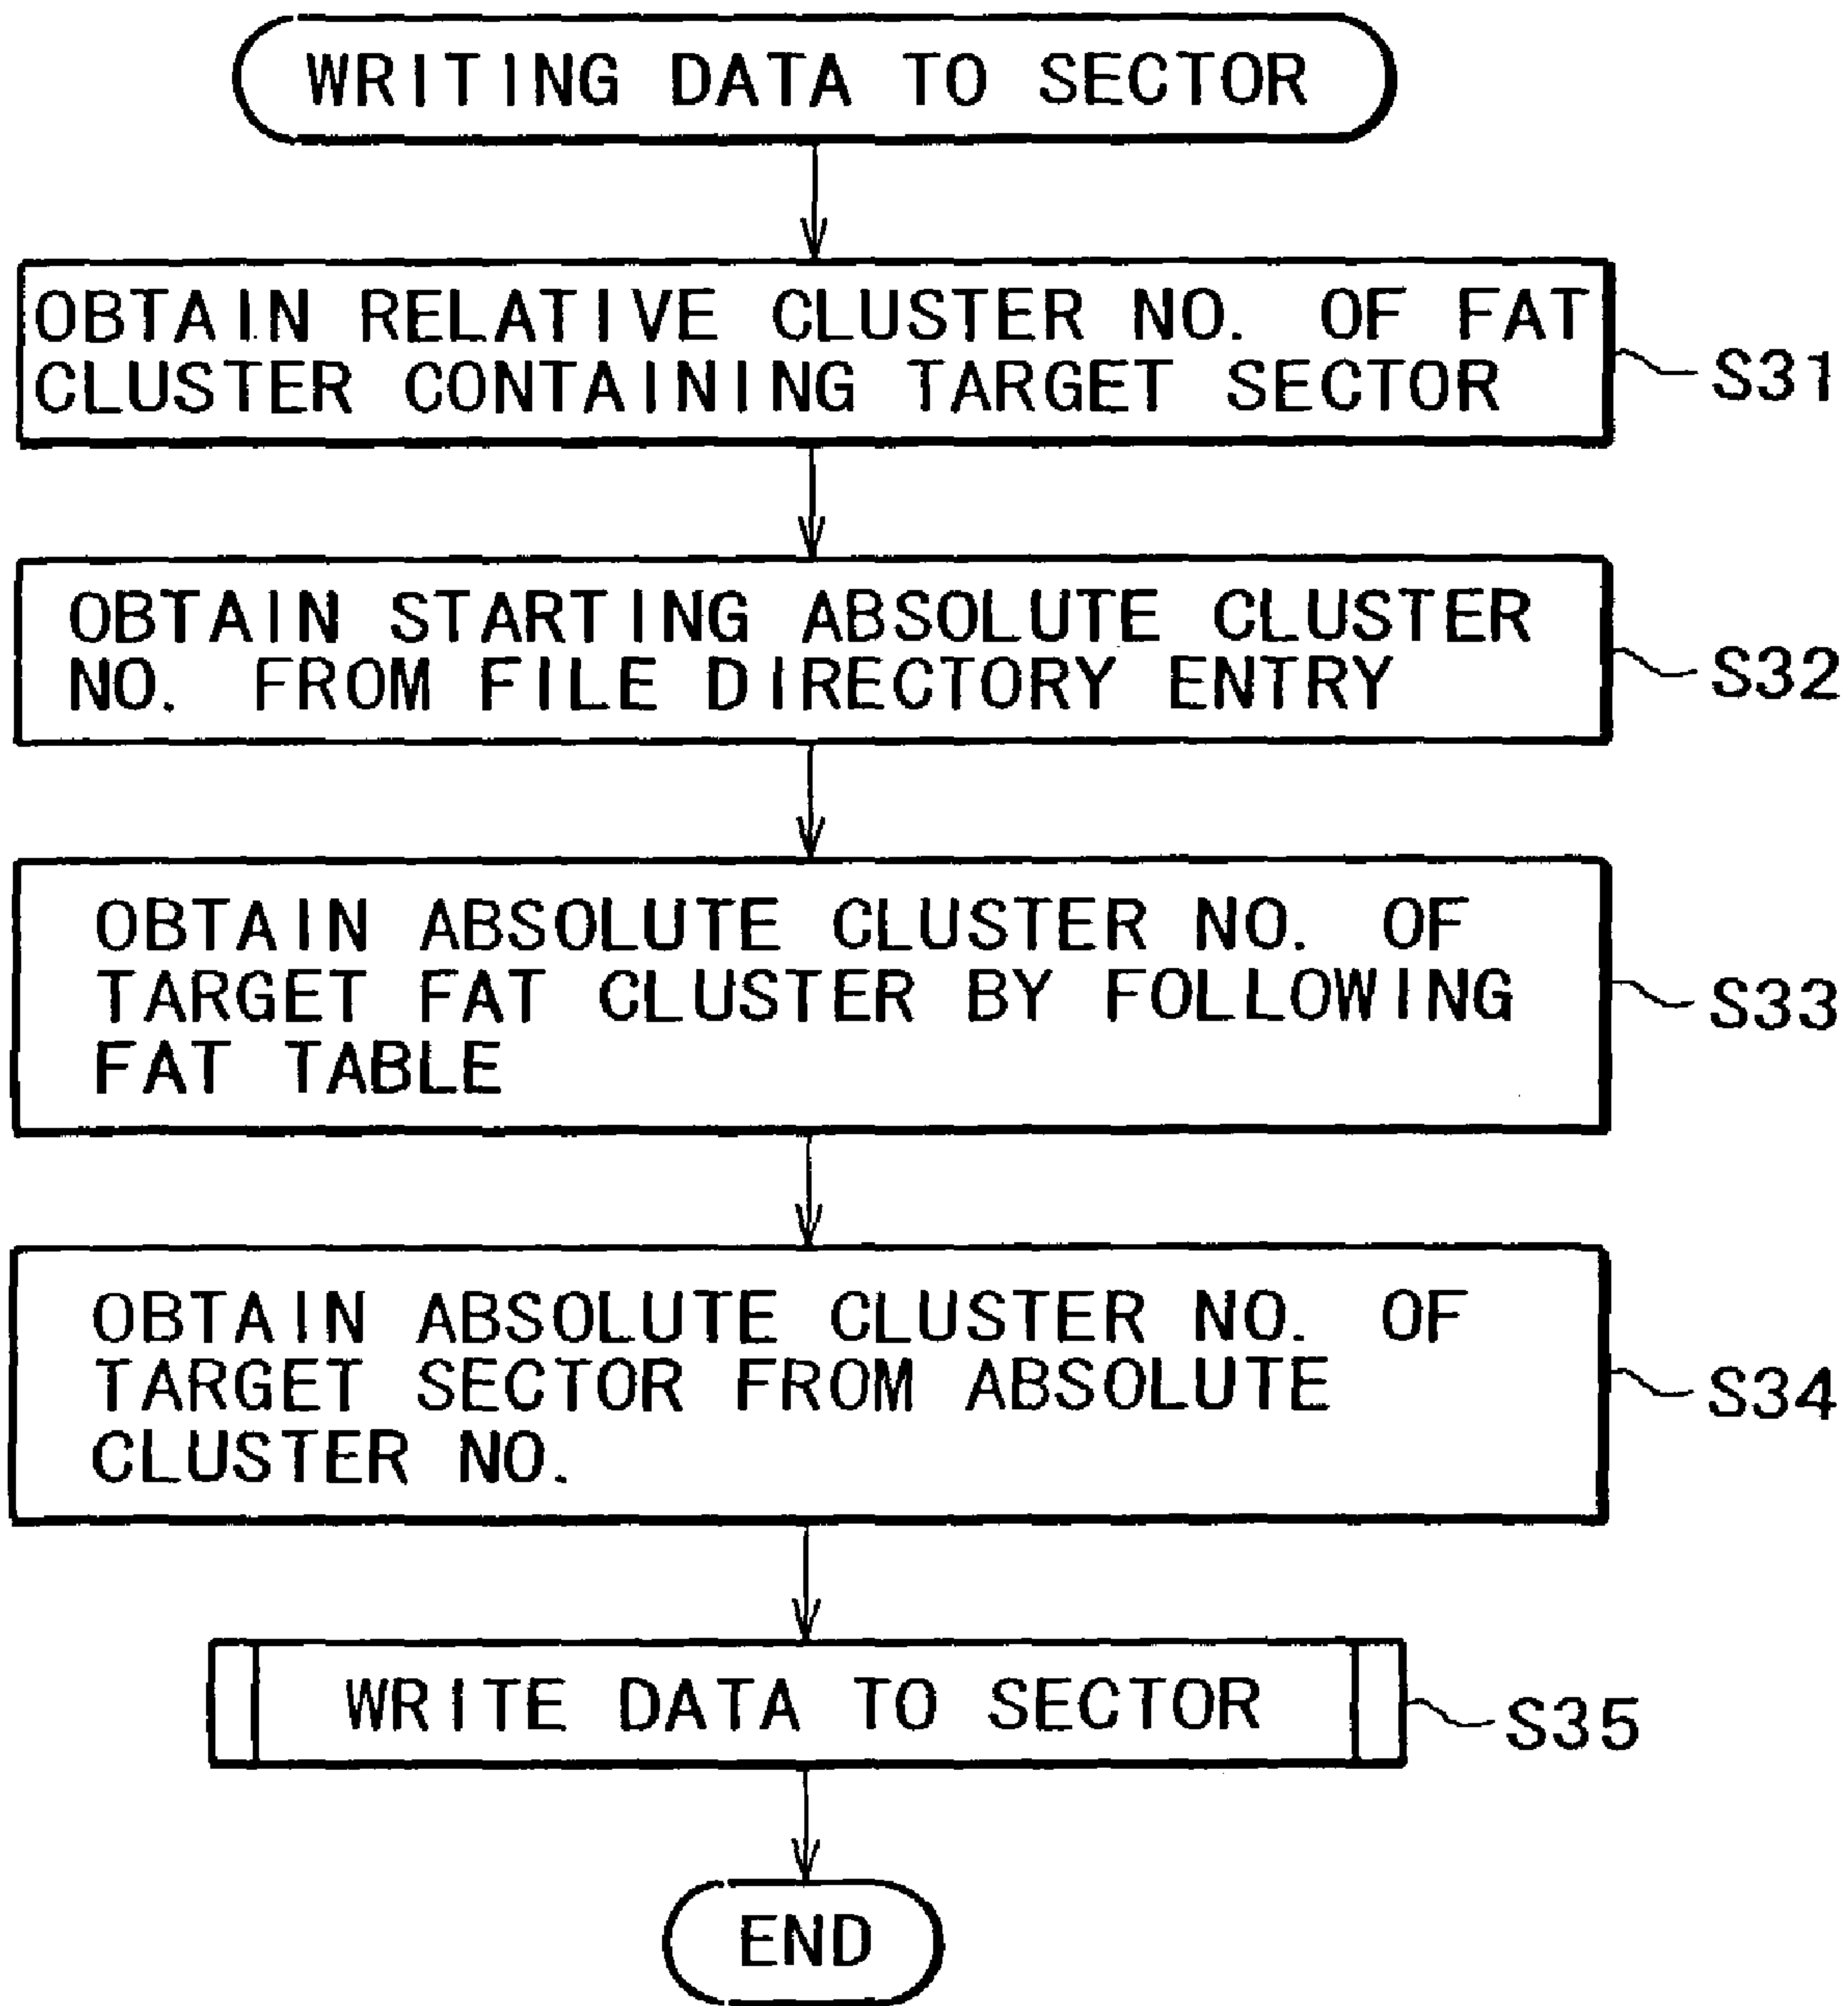 WRITING DATA TO SECTOR
OBTAIN RELATIVE CLUSTER NO. OF FAT
CLUSTER CONTAINING TARGET SECTOR
S31
OBTAIN STARTING ABSOLUTE CLUSTER
NO. FROM FILE DIRECTORY ENTRY
S32
OBTAIN ABSOLUTE CLUSTER NO. OF
TARGET FAT CLUSTER BY FOLLOWING
FAT TABLE
S33
OBTAIN ABSOLUTE CLUSTER NO. OF
TARGET SECTOR FROM ABSOLUTE
CLUSTER NO.
S34
WRITE DATA TO SECTOR
S35
END